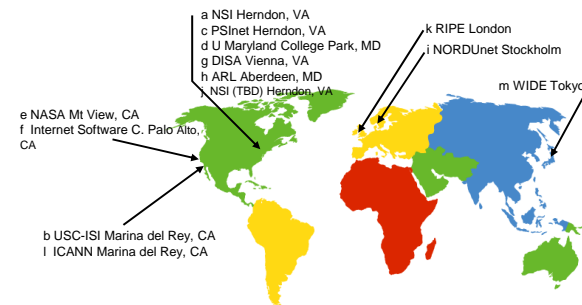 a NSI Herndon, VA
c PSInet Herndon, VA
d U Maryland College Park, MD
g DISA Vienna, VA
h ARL Aberdeen, MD
j NSI (TBD) Herndon, VA
k RIPE London
i NORDUnet Stockholm
m WIDE Tokyo
e NASA Mt View, CA
f Internet Software C. Palo Alto,
CA
b USC-ISI Marina del Rey, CA
l ICANN Marina del Rey, CA